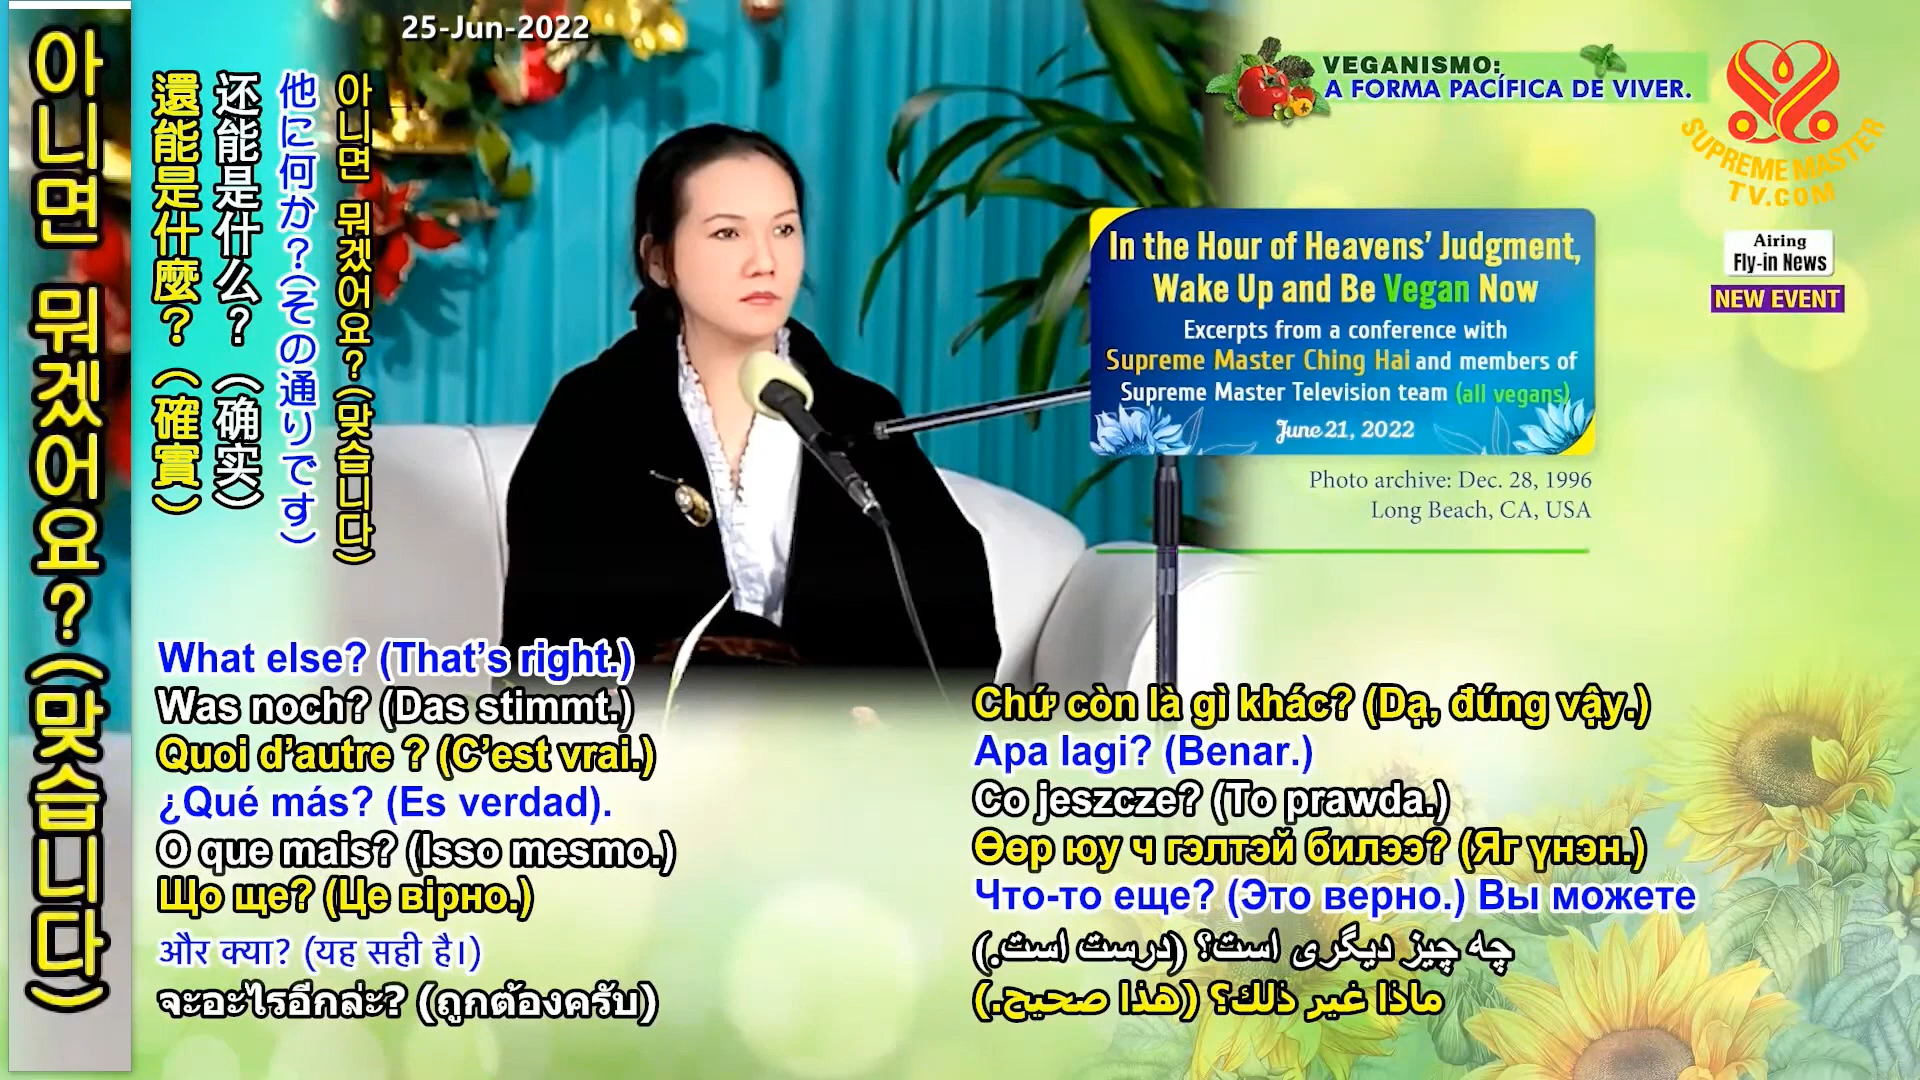 아니면 뭐겠어요? (맞습니다)
25-Jun-2022
아니면 뭐겠어요? (맞습니다)
他に何か? (その通りです)
还能是什么? (确实)
還能是什麼? (確實)
VEGANISMO:
A FORMA PACÍFICA DE VIVER.
SUPREME MASTER
TV.COM
Airing
Fly-in News
NEW EVENT
In the Hour of Heavens’ Judgment,
Wake Up and Be Vegan Now
Excerpts from a conference with
Supreme Master Ching Hai and members of
Supreme Master Television team (all vegans)
June 21, 2022
Photo archive: Dec. 28, 1996
Long Beach, CA, USA
What else? (That’s right.)
Was noch? (Das stimmt.)
Quoi d’autre ? (C’est vrai.)
¿Qué más? (Es verdad).
O que mais? (Isso mesmo.)
Що ще? (Це вірно.)
और क्या? (यह सही है।)
จะอะไรอีกล่ะ? (ถูกต้องครับ)
Chứ còn là gì khác? (Dạ, đúng vậy.)
Apa lagi? (Benar.)
Co jeszcze? (To prawda.)
Өөр юу ч гэлтэй билээ? (Яг үнэн.)
Что-то еще? (Это верно.) Вы можете
چه چیز دیگری است؟ (درست است.)
ماذا غير ذلك؟ (هذا صحيح.)